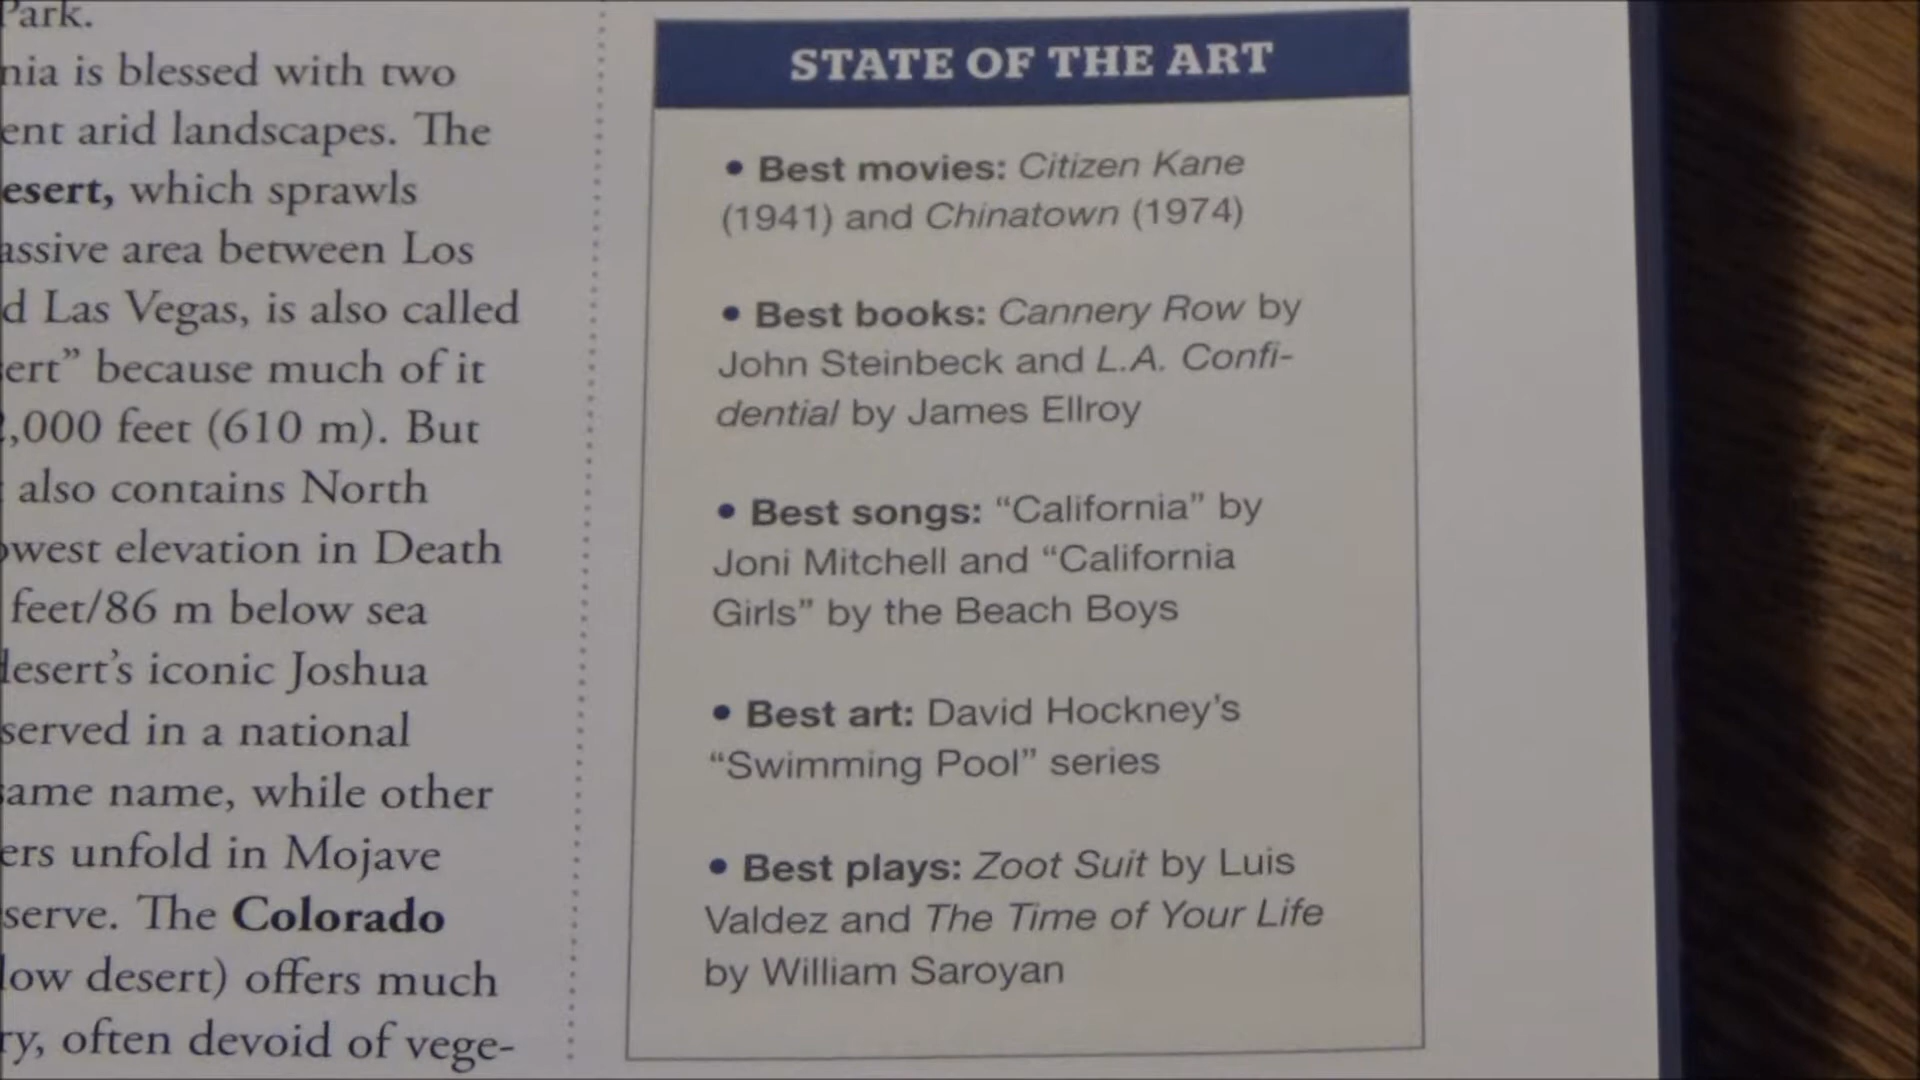 Park.
nia is blessed with two
ent arid landscapes. The
esert, which sprawls
assive area between Los
d Las Vegas, is also called
ert” because much of it
,000 feet (610 m). But
also contains North
owest elevation in Death
feet/86 m below sea
desert’s iconic Joshua
served in a national
same name, while other
ers unfold in Mojave
serve. The Colorado
low desert) offers much
ry, often devoid of vege-
STATE OF THE ART
• Best movies: Citizen Kane
(1941) and Chinatown (1974)
• Best books: Cannery Row by
John Steinbeck and L.A. Confi-
dential by James Ellroy
• Best songs: “California” by
Joni Mitchell and “California
Girls” by the Beach Boys
• Best art: David Hockney’s
“Swimming Pool” series
• Best plays: Zoot Suit by Luis
Valdez and The Time of Your Life
by William Saroyan